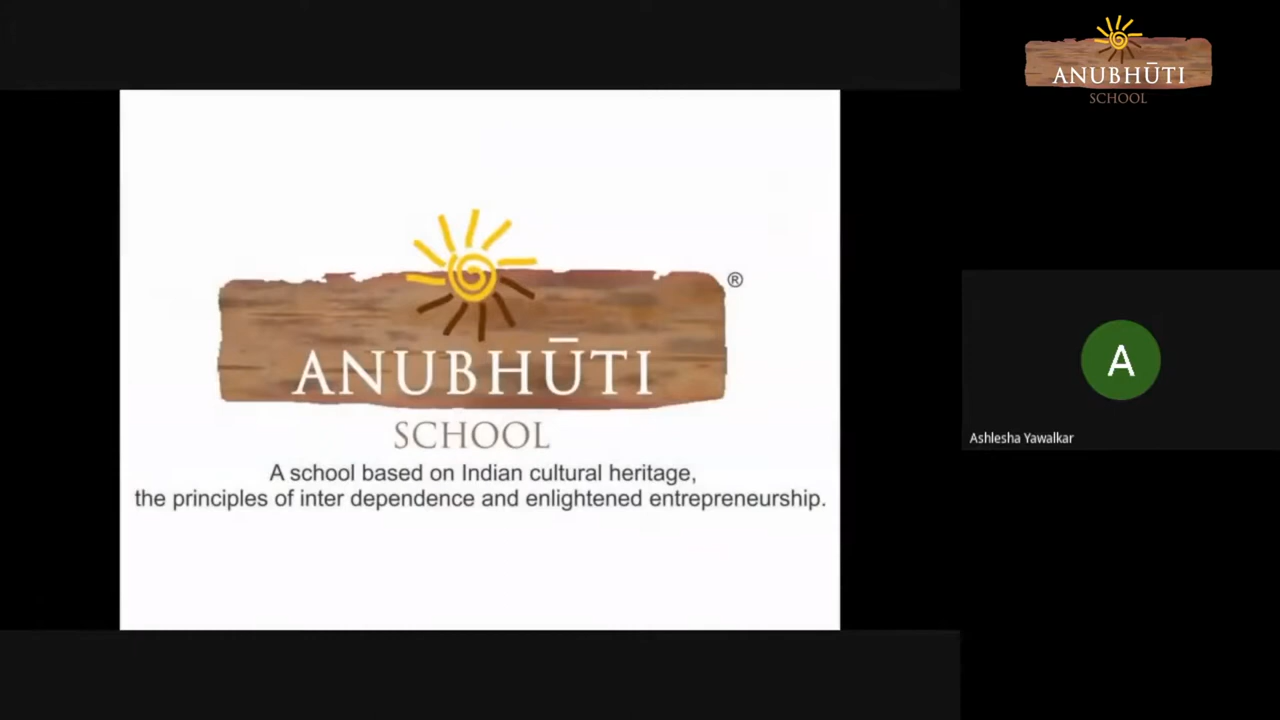 ANUBHŪTI
SCHOOL
®
ANUBHŪTI
SCHOOL
A school based on Indian cultural heritage,
the principles of inter dependence and enlightened entrepreneurship.
A
Ashlesha Yawalkar